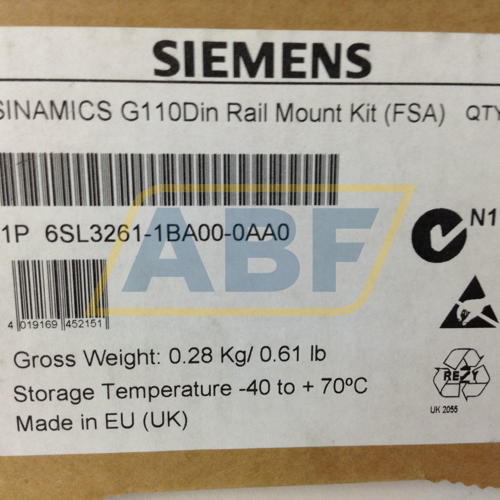 SIEMENS
SINAMICS G110Din Rail Mount Kit (FSA) QTY
1P 6SL3261-1BA00-0AA0
ABF
N1
4 019169 452151
Gross Weight: 0.28 Kg/ 0.61 lb
Storage Temperature -40 to + 70ºC
Made in EU (UK)
REZY
UK 2055